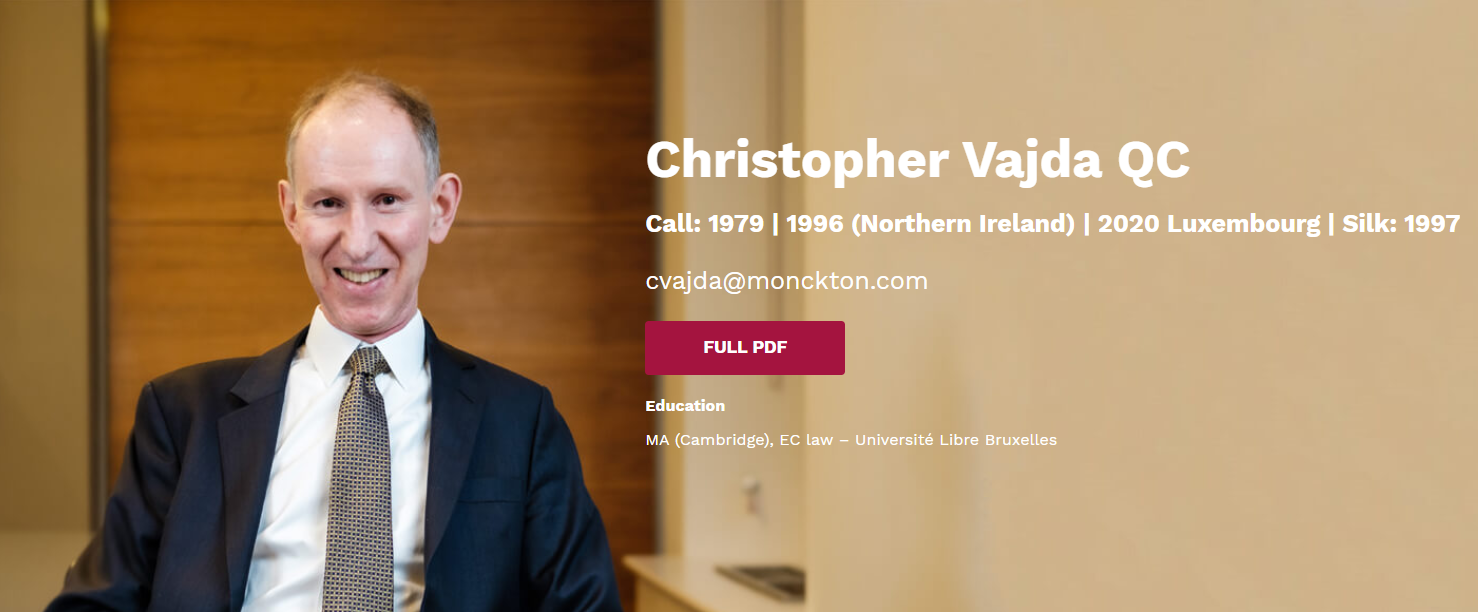 Christopher Vajda QC
Call: 1979 | 1996 (Northern Ireland) | 2020 Luxembourg | Silk: 1997
cvajda@monckton.com
FULL PDF
Education
MA (Cambridge), EC law – Université Libre Bruxelles